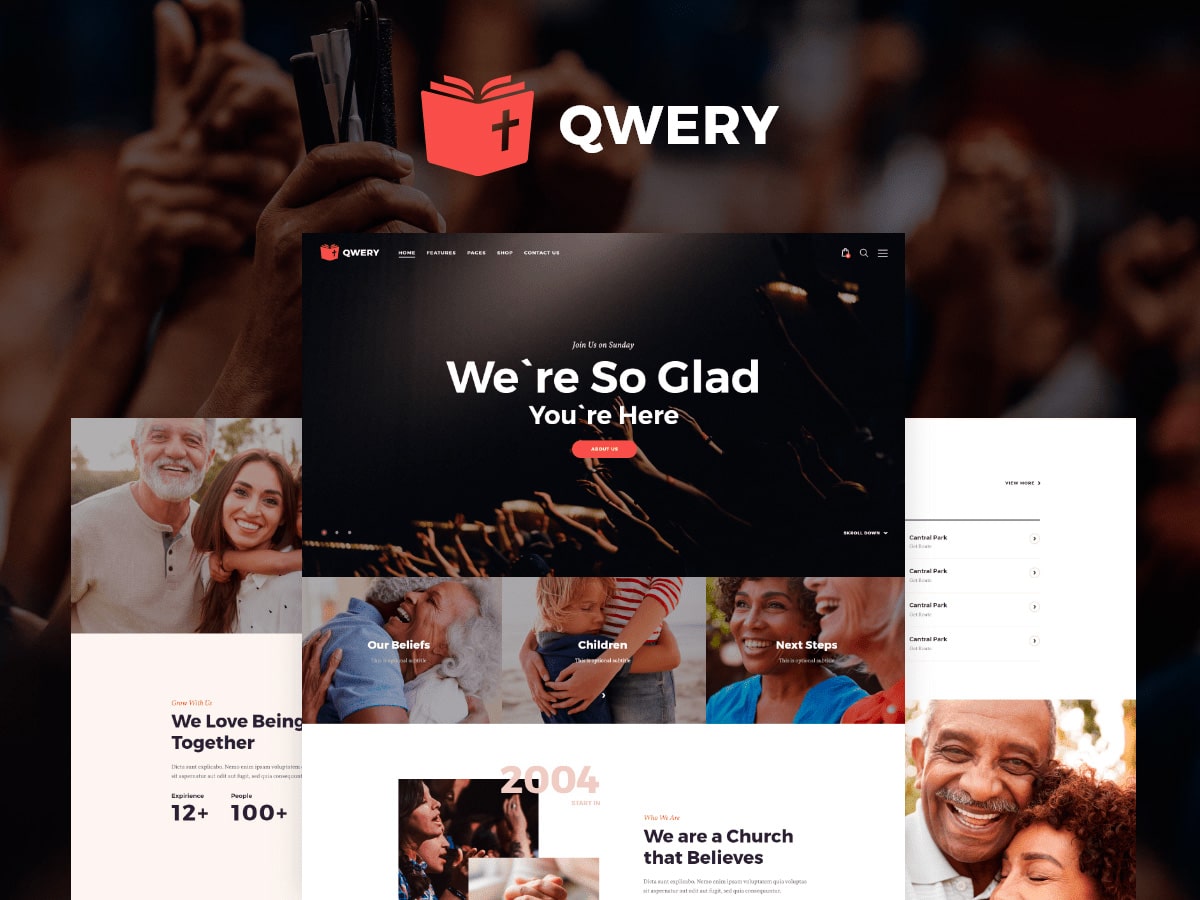 QWERY
QWERY
HOME FEATURES PAGES SHOP CONTACT US
Join Us on Sunday
We`re So Glad
You`re Here
ABOUT US
SKROLL DOWN
Our Beliefs
This is optional subtitle
Children
This is optional subtitle
Next Steps
This is optional subtitle
Grow With Us
We Love Being
Together
Dicta sunt explicabo. Nemo enim ipsam voluptatem
sit aspernatur aut odit aut fugit, sed quia consequuntur
Expirience People
12+ 100+
2004
START IN
Who We Are
We are a Church
that Believes
Dicta sunt explicabo. Nemo enim ipsam voluptatem quia voluptas
sit aspernatur aut odit aut fugit, sed quia consequuntur.
VIEW MORE
Cantral Park
Cantral Park
Cantral Park
Cantral Park